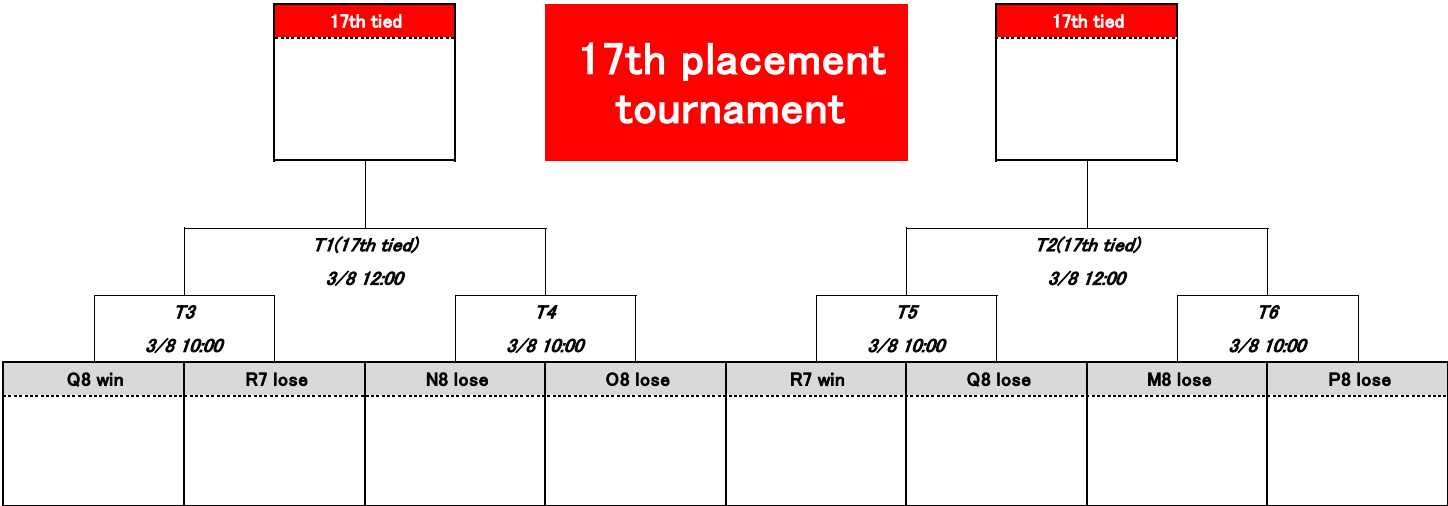 17th tied
17th placement
tournament
17th tied
T1(17th tied)
3/8 12:00
T2(17th tied)
3/8 12:00
T3
3/8 10:00
T4
3/8 10:00
T5
3/8 10:00
T6
3/8 10:00
Q8 win
R7 lose
N8 lose
O8 lose
R7 win
Q8 lose
M8 lose
P8 lose